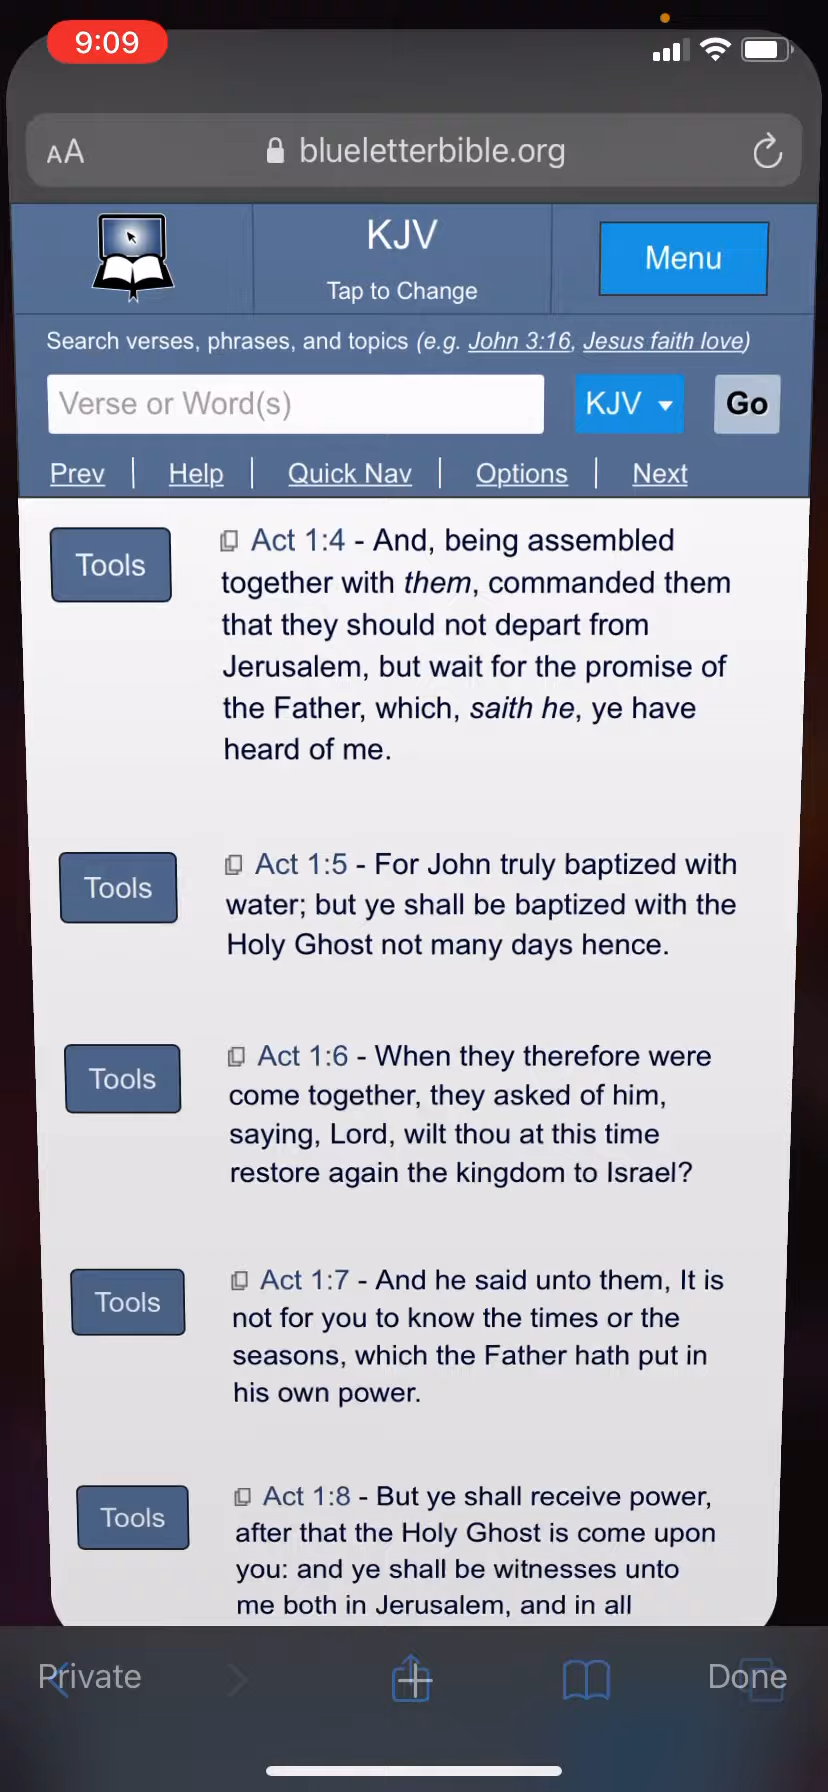 9:09
AA blueletterbible.org
KJV
Tap to Change
Menu
Search verses, phrases, and topics (e.g. John 3:16, Jesus faith love)
Verse or Word(s)
KJV
Go
Prev | Help | Quick Nav | Options | Next
Tools
Act 1:4 - And, being assembled
together with them, commanded them
that they should not depart from
Jerusalem, but wait for the promise of
the Father, which, saith he, ye have
heard of me.
Tools
Act 1:5 - For John truly baptized with
water; but ye shall be baptized with the
Holy Ghost not many days hence.
Tools
Act 1:6 - When they therefore were
come together, they asked of him,
saying, Lord, wilt thou at this time
restore again the kingdom to Israel?
Tools
Act 1:7 - And he said unto them, It is
not for you to know the times or the
seasons, which the Father hath put in
his own power.
Tools
Act 1:8 - But ye shall receive power,
after that the Holy Ghost is come upon
you: and ye shall be witnesses unto
me both in Jerusalem, and in all
Private
Done